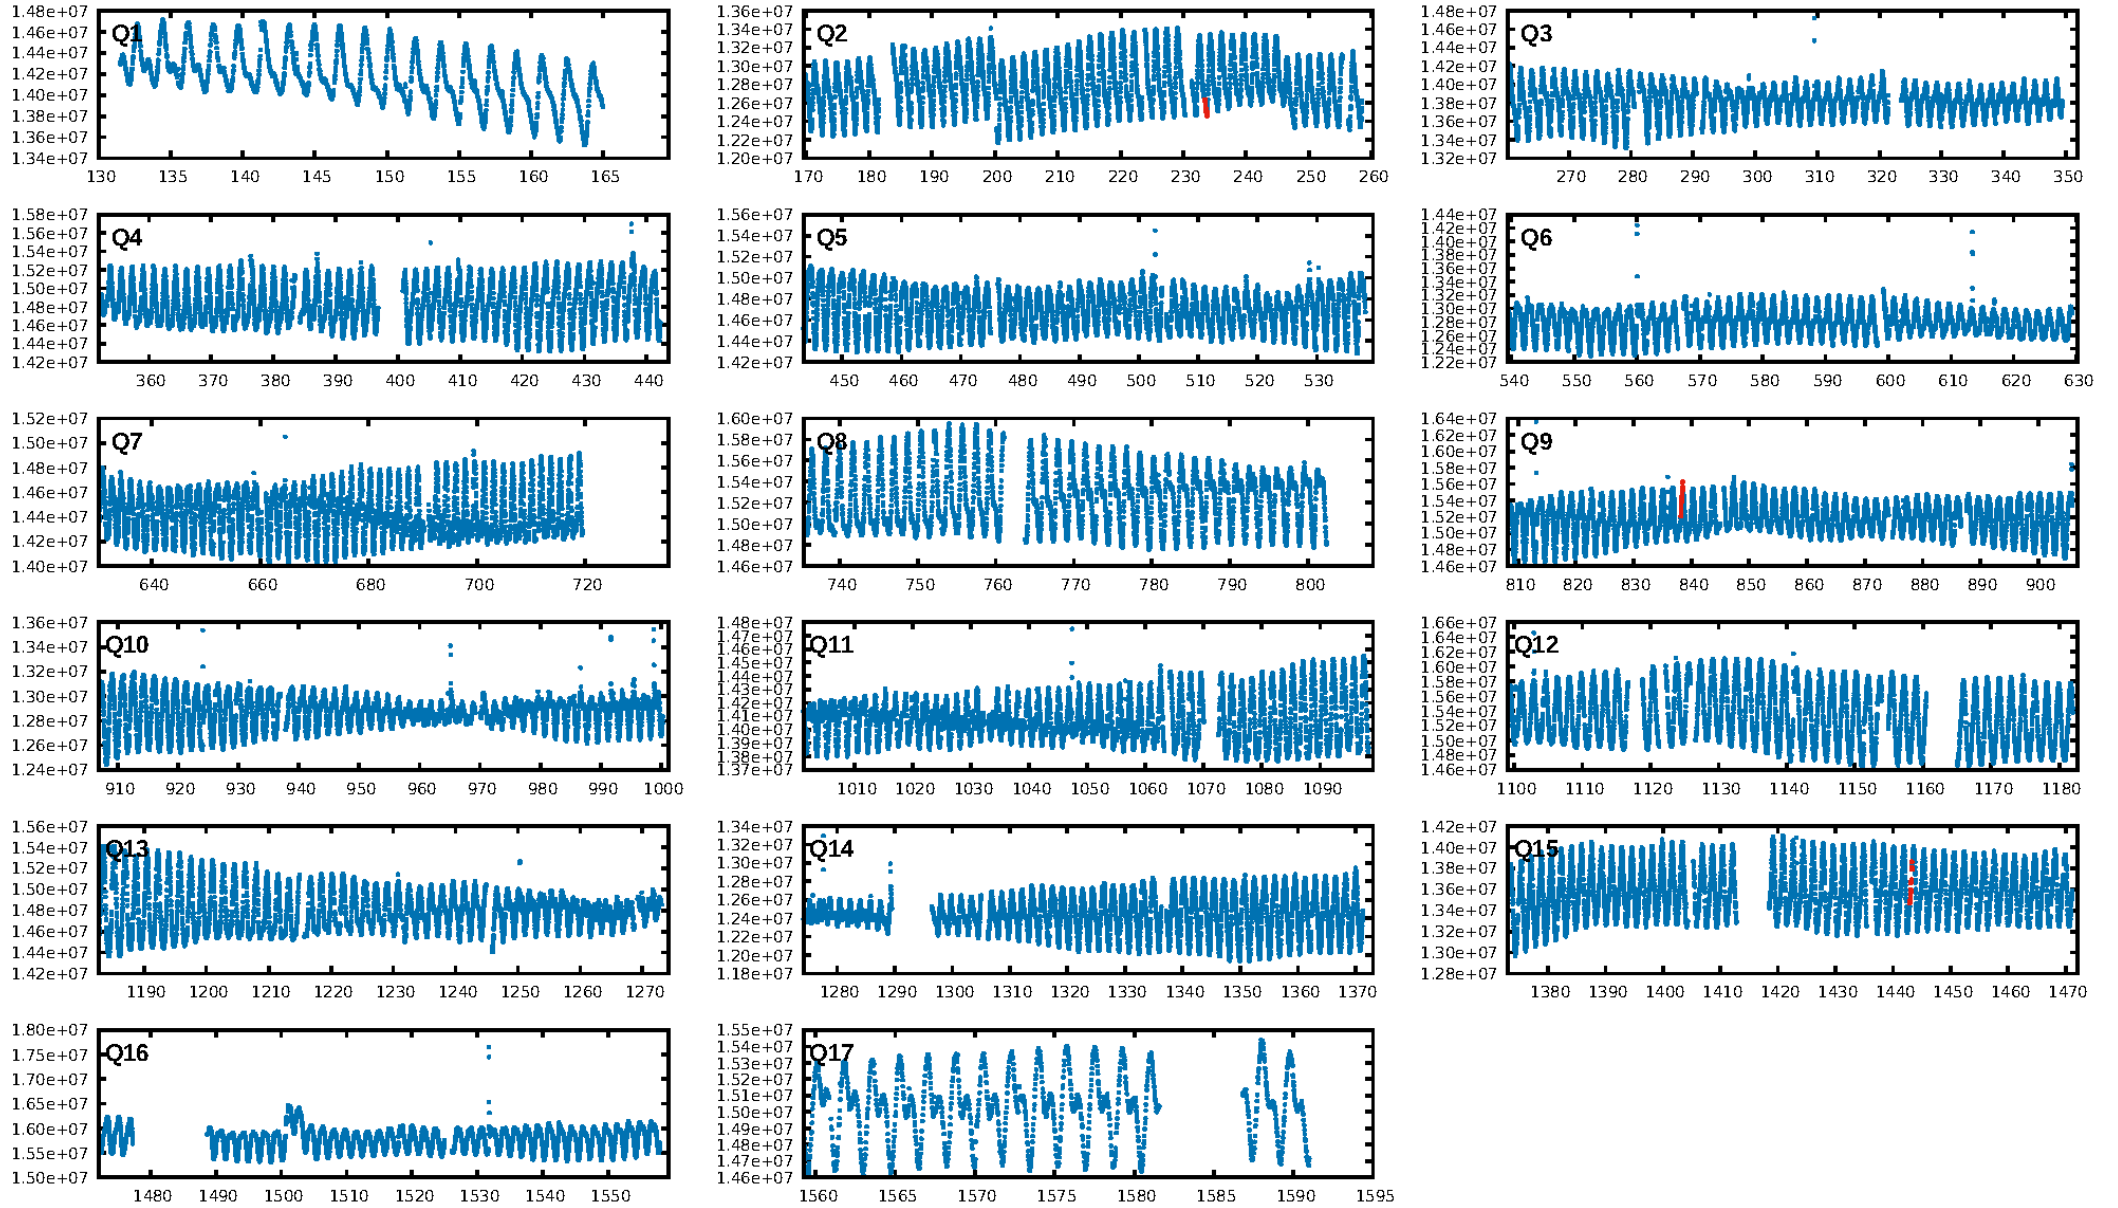 1.48e+07
1.46e+07
1.44e+07
1.42e+07
1.40e+07
1.38e+07
1.36e+07
1.34e+07
Q1
130 135 140 145 150 155 160 165
1.36e+07
1.34e+07
1.32e+07
1.30e+07
1.28e+07
1.26e+07
1.24e+07
1.22e+07
1.20e+07
Q2
170 180 190 200 210 220 230 240 250 260
1.48e+07
1.46e+07
1.44e+07
1.42e+07
1.40e+07
1.38e+07
1.36e+07
1.34e+07
1.32e+07
Q3
270 280 290 300 310 320 330 340 350
1.58e+07
1.56e+07
1.54e+07
1.52e+07
1.50e+07
1.48e+07
1.46e+07
1.44e+07
1.42e+07
Q4
360 370 380 390 400 410 420 430 440
1.56e+07
1.54e+07
1.52e+07
1.50e+07
1.48e+07
1.46e+07
1.44e+07
1.42e+07
Q5
450 460 470 480 490 500 510 520 530
1.44e+07
1.42e+07
1.40e+07
1.38e+07
1.36e+07
1.34e+07
1.32e+07
1.30e+07
1.28e+07
1.26e+07
1.24e+07
1.22e+07
Q6
540 550 560 570 580 590 600 610 620 630
1.52e+07
1.50e+07
1.48e+07
1.46e+07
1.44e+07
1.42e+07
1.40e+07
Q7
640 660 680 700 720
1.60e+07
1.58e+07
1.56e+07
1.54e+07
1.52e+07
1.50e+07
1.48e+07
1.46e+07
Q8
740 750 760 770 780 790 800
1.64e+07
1.62e+07
1.60e+07
1.58e+07
1.56e+07
1.54e+07
1.52e+07
1.50e+07
1.48e+07
1.46e+07
Q9
810 820 830 840 850 860 870 880 890 900
1.36e+07
1.34e+07
1.32e+07
1.30e+07
1.28e+07
1.26e+07
1.24e+07
Q10
910 920 930 940 950 960 970 980 990 1000
1.48e+07
1.47e+07
1.46e+07
1.45e+07
1.44e+07
1.43e+07
1.42e+07
1.41e+07
1.40e+07
1.39e+07
1.38e+07
1.37e+07
Q11
1010 1020 1030 1040 1050 1060 1070 1080 1090
1.66e+07
1.64e+07
1.62e+07
1.60e+07
1.58e+07
1.56e+07
1.54e+07
1.52e+07
1.50e+07
1.48e+07
1.46e+07
Q12
1100 1110 1120 1130 1140 1150 1160 1170 1180
1.56e+07
1.54e+07
1.52e+07
1.50e+07
1.48e+07
1.46e+07
1.44e+07
1.42e+07
Q13
1190 1200 1210 1220 1230 1240 1250 1260 1270
1.34e+07
1.32e+07
1.30e+07
1.28e+07
1.26e+07
1.24e+07
1.22e+07
1.20e+07
1.18e+07
Q14
1280 1290 1300 1310 1320 1330 1340 1350 1360 1370
1.42e+07
1.40e+07
1.38e+07
1.36e+07
1.34e+07
1.32e+07
1.30e+07
1.28e+07
Q15
1380 1390 1400 1410 1420 1430 1440 1450 1460 1470
1.80e+07
1.75e+07
1.70e+07
1.65e+07
1.60e+07
1.55e+07
1.50e+07
Q16
1480 1490 1500 1510 1520 1530 1540 1550
1.55e+07
1.54e+07
1.53e+07
1.52e+07
1.51e+07
1.50e+07
1.49e+07
1.48e+07
1.47e+07
1.46e+07
Q17
1560 1565 1570 1575 1580 1585 1590 1595